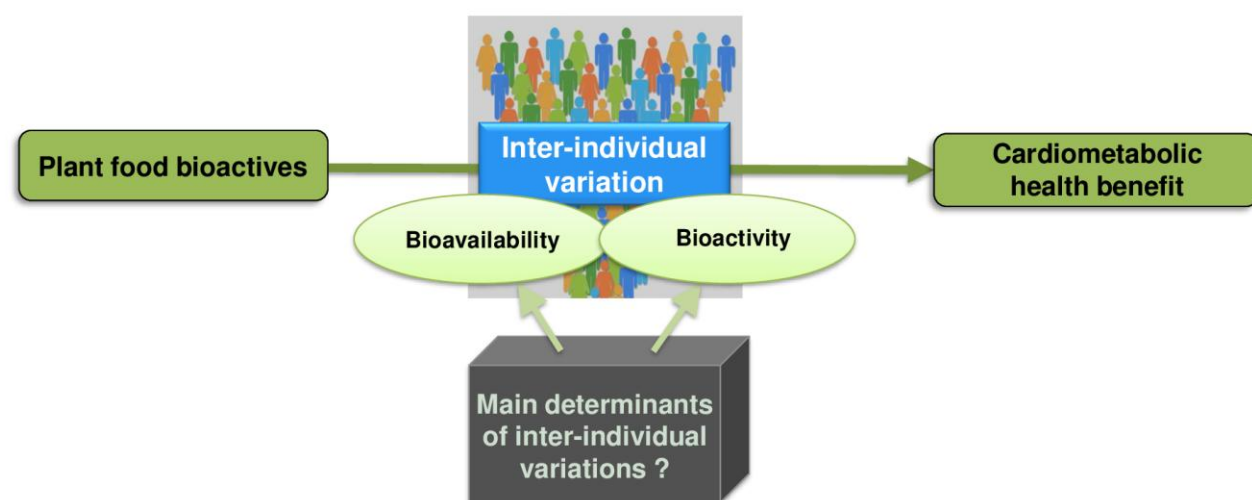 Plant food bioactives
Inter-individual
variation
Cardiometabolic
health benefit
Bioavailability
Bioactivity
Main determinants
of inter-individual
variations ?